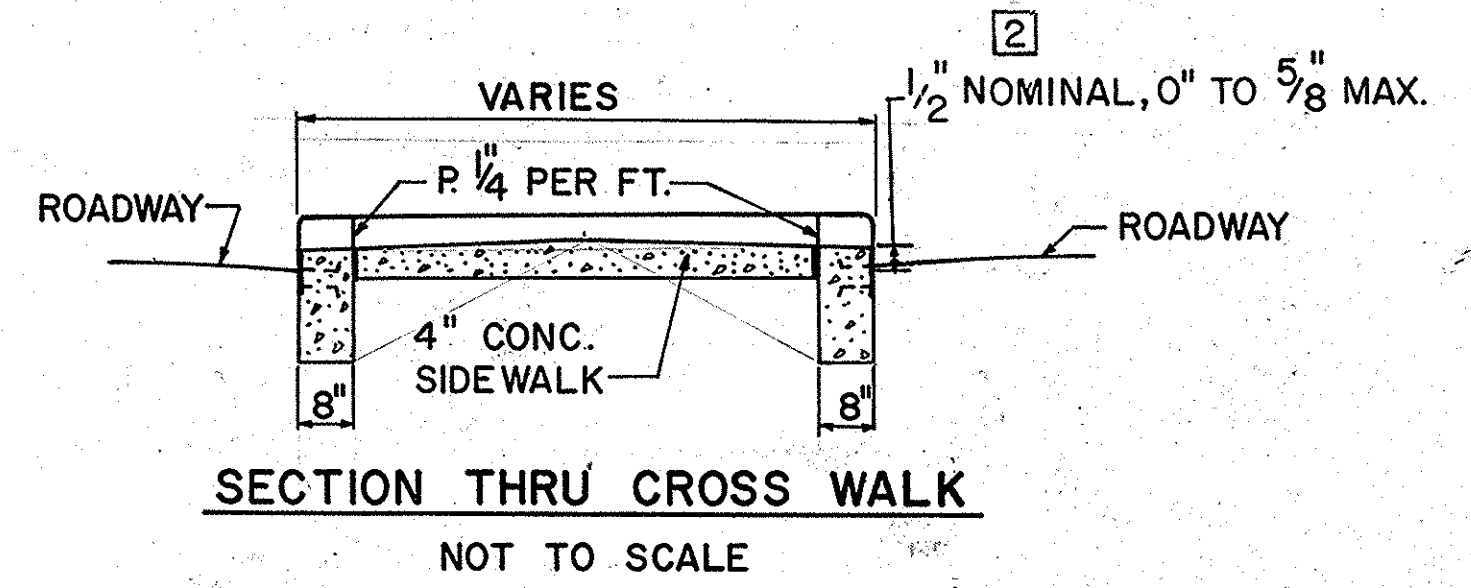 2
1/2" NOMINAL, 0" TO 5/8" MAX.
VARIES
P. 1/4" PER FT.
ROADWAY
ROADWAY
4" CONC.
SIDEWALK
8"
8"
SECTION THRU CROSS WALK
NOT TO SCALE